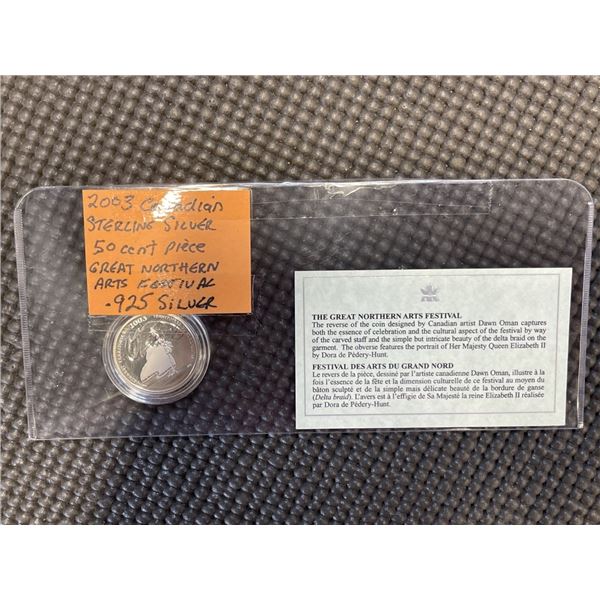 2003 Canadian
STERLING SILVER
50 cent pièce
GREAT NORTHERN
ARTS FESTIVAL
.925 SILVER
2003
THE GREAT NORTHERN ARTS FESTIVAL
The reverse of the coin designed by Canadian artist Dawn Oman captures
both the essence of celebration and the cultural aspect of the festival by way
of the carved staff and the simple but intricate beauty of the delta braid on the
garment. The obverse features the portrait of Her Majesty Queen Elizabeth II
by Dora de Pédery-Hunt.
FESTIVAL DES ARTS DU GRAND NORD
Le revers de la pièce, dessiné par l'artiste canadienne Dawn Oman, illustre à la
fois l'essence de la fête et la dimension culturelle de ce festival au moyen du
bâton sculpté et de la simple mais délicate beauté de la bordure de ganse
(Delta braid). L'avers est à l'effigie de Sa Majesté la reine Elizabeth II réalisée
par Dora de Pédery-Hunt.